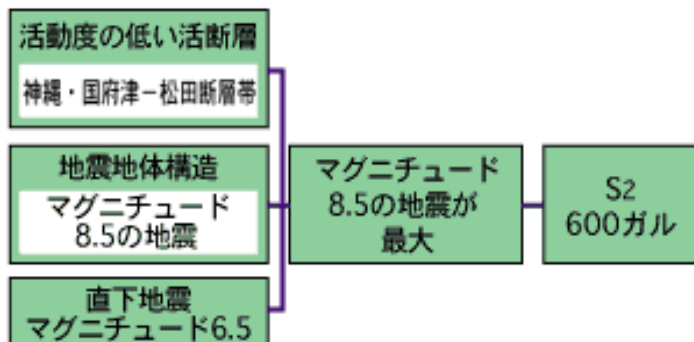 活動度の低い活断層
神縄・国府津－松田断層帯
地震地体構造
マグニチュード
8.5の地震
直下地震
マグニチュード6.5
マグニチュード
8.5の地震が
最大
S2
600ガル